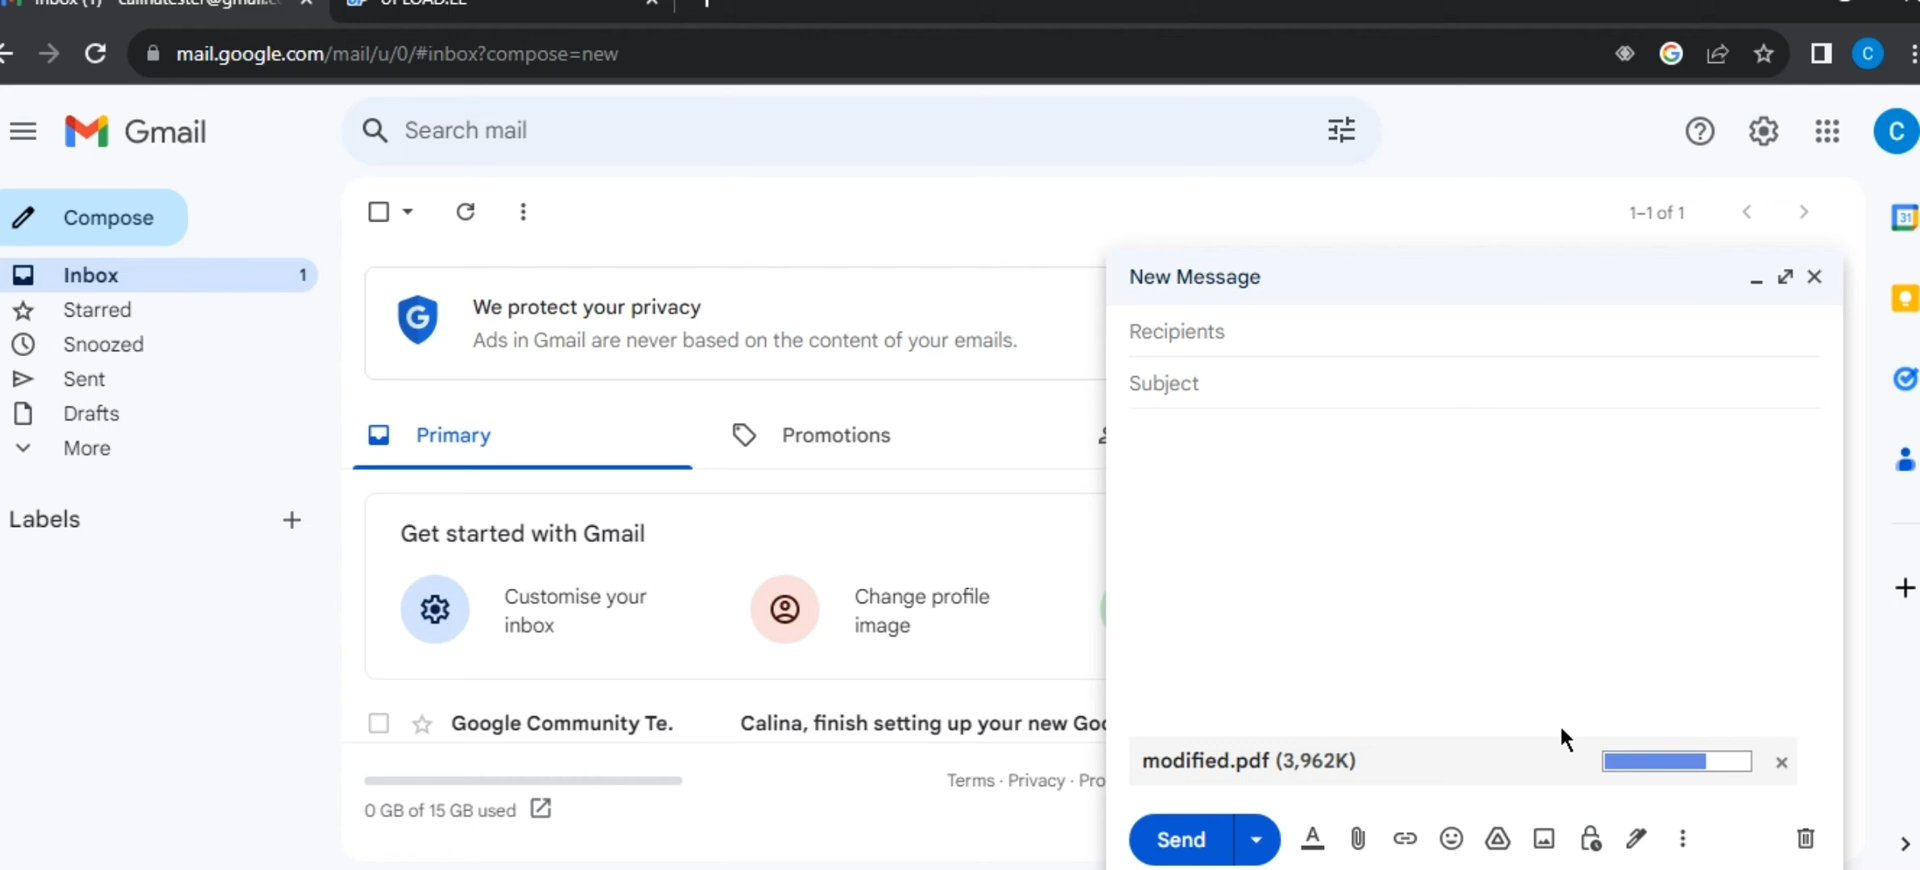 mail.google.com/mail/u/0/#inbox?compose=new
C
Gmail
Search mail
C
Compose
1–1 of 1
31
Inbox 1
Starred
Snoozed
Sent
Drafts
More
Labels
G
We protect your privacy
Ads in Gmail are never based on the content of your emails.
Primary
Promotions
Get started with Gmail
Customise your
inbox
Change profile
image
Google Community Te. Calina, finish setting up your new
Terms · Privacy ·
0 GB of 15 GB used
New Message
Recipients
Subject
modified.pdf (3,962K)
Send